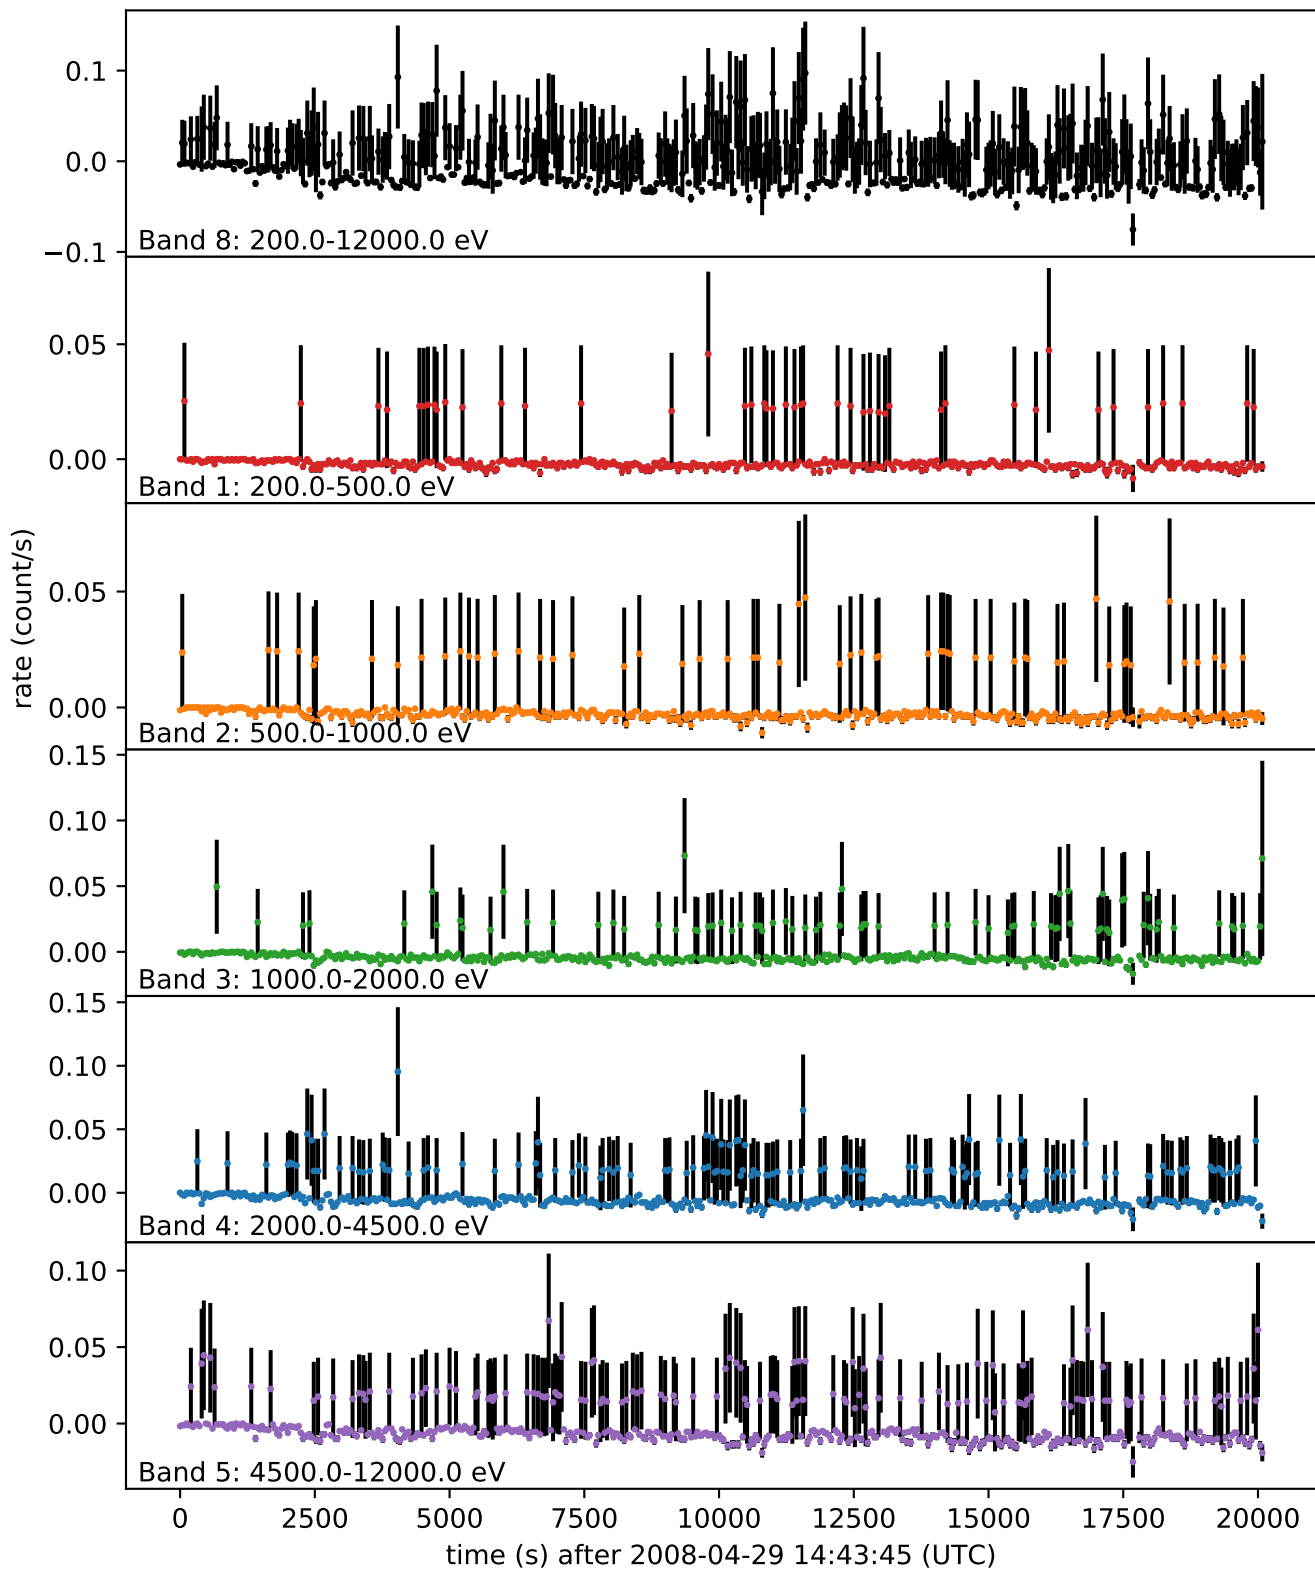 0.1
0.0
−0.1
Band 8: 200.0-12000.0 eV
0.05
0.00
Band 1: 200.0-500.0 eV
0.05
0.00
Band 2: 500.0-1000.0 eV
rate (count/s)
0.15
0.10
0.05
0.00
Band 3: 1000.0-2000.0 eV
0.15
0.10
0.05
0.00
Band 4: 2000.0-4500.0 eV
0.10
0.05
0.00
Band 5: 4500.0-12000.0 eV
0 2500 5000 7500 10000 12500 15000 17500 20000
time (s) after 2008-04-29 14:43:45 (UTC)